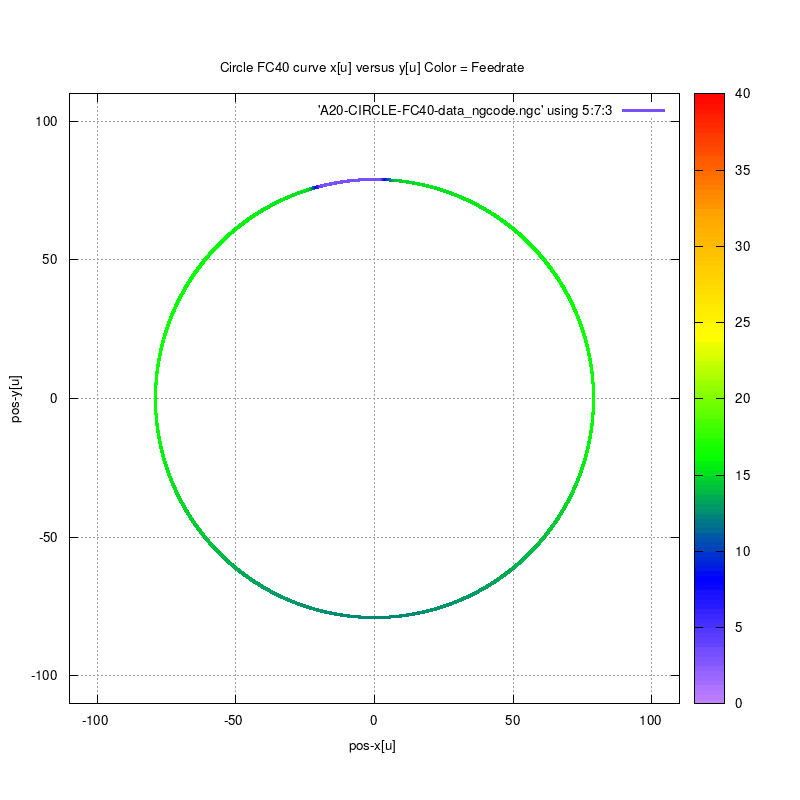 Circle FC40 curve x[u] versus y[u] Color = Feedrate
'A20-CIRCLE-FC40-data_ngcode.ngc' using 5:7:3
100
50
0
-50
-100
pos-y[u]
-100 -50 0 50 100
pos-x[u]
40
35
30
25
20
15
10
5
0